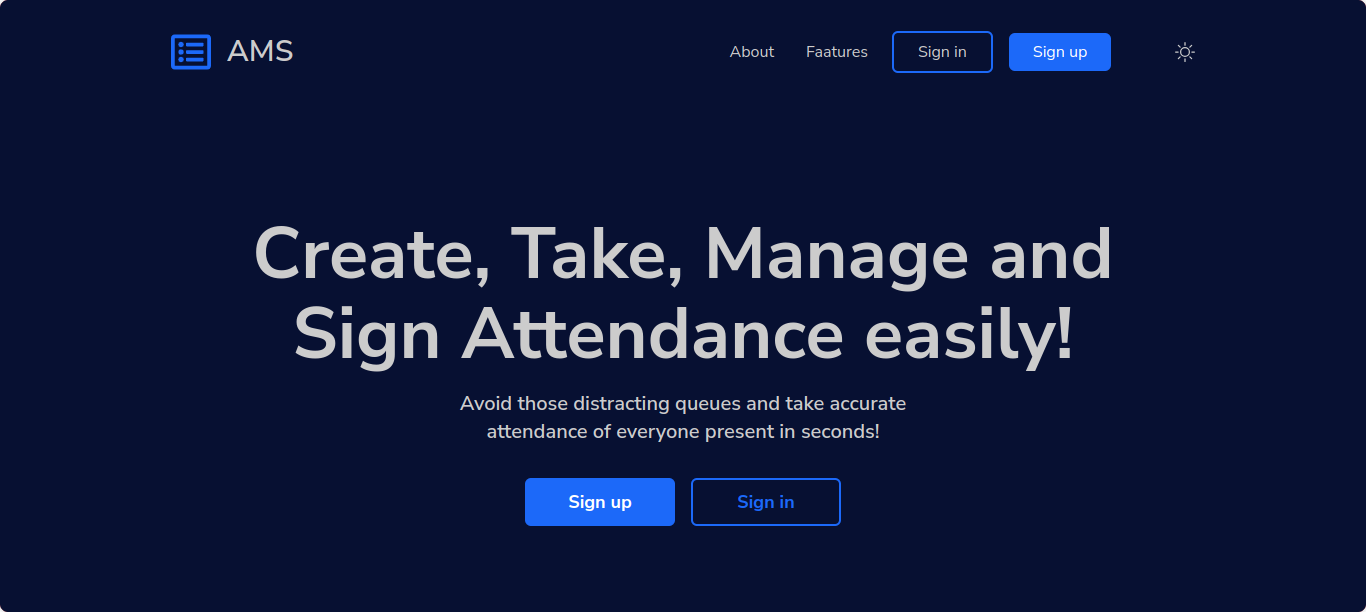 AMS
About
Faatures
Sign in
Sign up
Create, Take, Manage and
Sign Attendance easily!
Avoid those distracting queues and take accurate
attendance of everyone present in seconds!
Sign up
Sign in